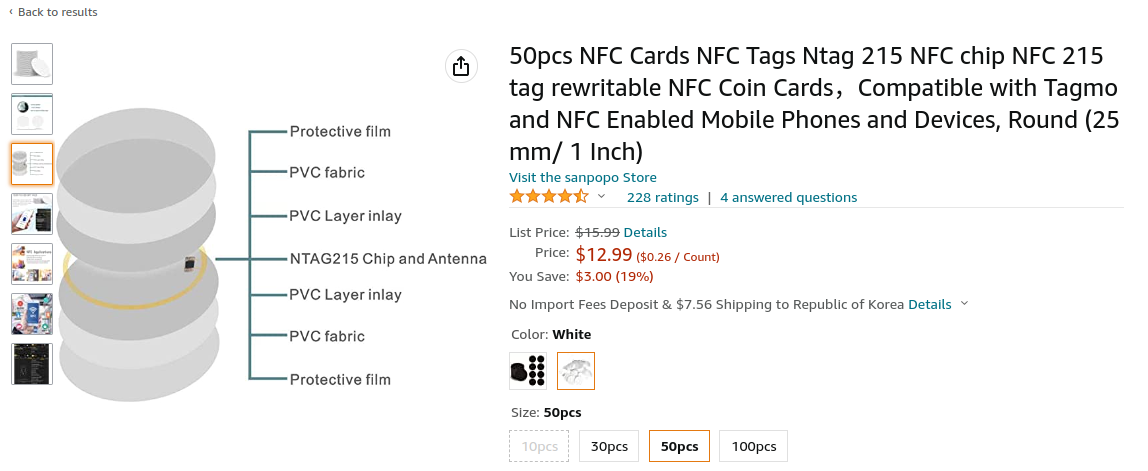 ‹ Back to results
Protective film
PVC fabric
PVC Layer inlay
NTAG215 Chip and Antenna
PVC Layer inlay
PVC fabric
Protective film
50pcs NFC Cards NFC Tags Ntag 215 NFC chip NFC 215
tag rewritable NFC Coin Cards，Compatible with Tagmo
and NFC Enabled Mobile Phones and Devices, Round (25
mm/ 1 Inch)
Visit the sanpopo Store
228 ratings | 4 answered questions
List Price: $15.99 Details
Price: $12.99 ($0.26 / Count)
You Save: $3.00 (19%)
No Import Fees Deposit & $7.56 Shipping to Republic of Korea Details
Color: White
Size: 50pcs
10pcs 30pcs 50pcs 100pcs